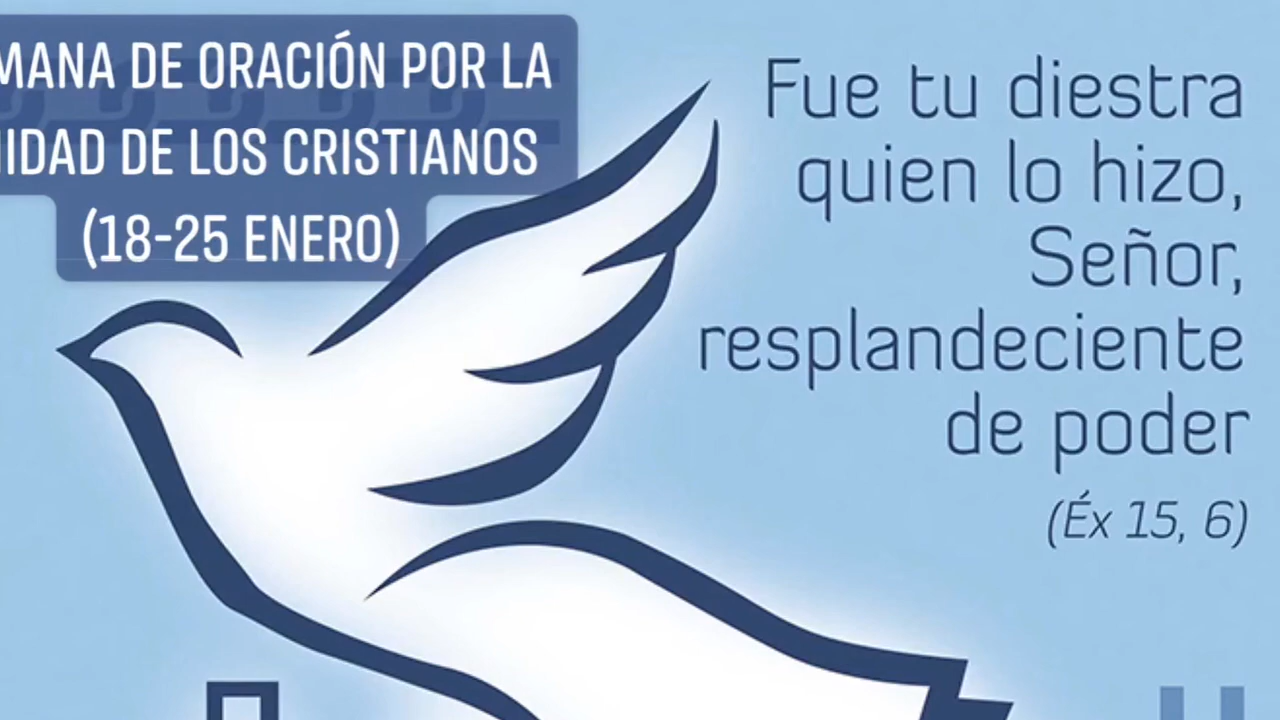 MANA DE ORACIÓN POR LA
IDAD DE LOS CRISTIANOS
(18-25 ENERO)
Fue tu diestra
quien lo hizo,
Señor,
resplandeciente
de poder
(Éx 15, 6)